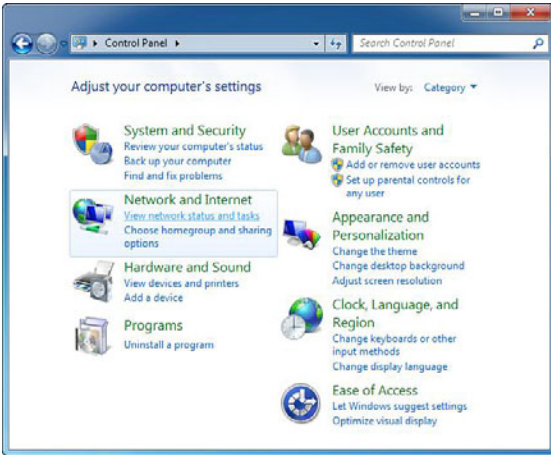 Control Panel
Search Control Panel
Adjust your computer's settings
View by: Category
System and Security
Review your computer's status
Back up your computer
Find and fix problems
Network and Internet
View network status and tasks
Choose homegroup and sharing
options
Hardware and Sound
View devices and printers
Add a device
Programs
Uninstall a program
User Accounts and
Family Safety
Add or remove user accounts
Set up parental controls for
any user
Appearance and
Personalization
Change the theme
Change desktop background
Adjust screen resolution
Clock, Language, and
Region
Change keyboards or other
input methods
Change display language
Ease of Access
Let Windows suggest settings
Optimize visual display